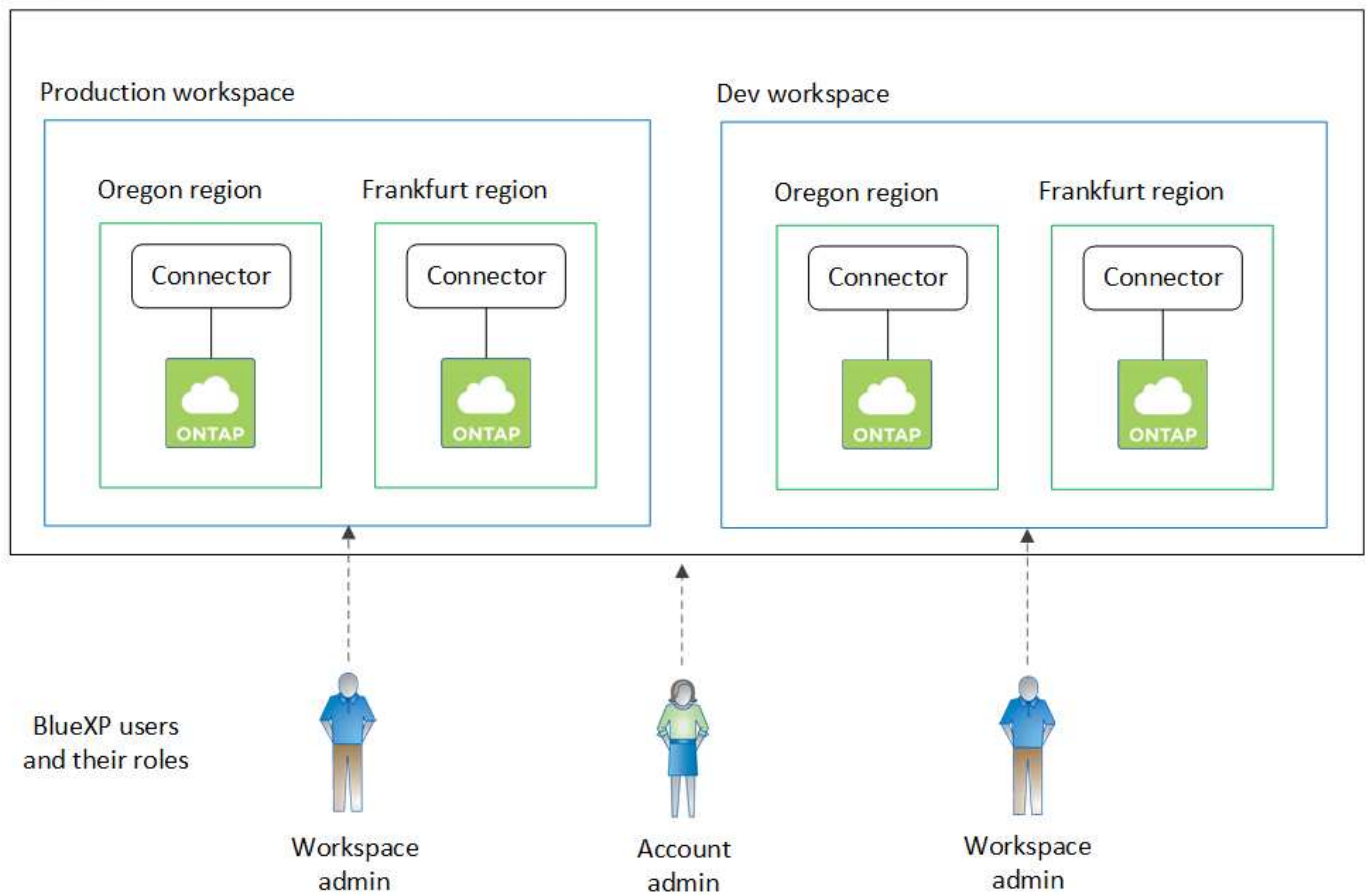 Production workspace
Dev workspace
Oregon region
Frankfurt region
Oregon region
Frankfurt region
Connector
Connector
Connector
Connector
ONTAP
ONTAP
ONTAP
ONTAP
BlueXP users
and their roles
Workspace
admin
Account
admin
Workspace
admin